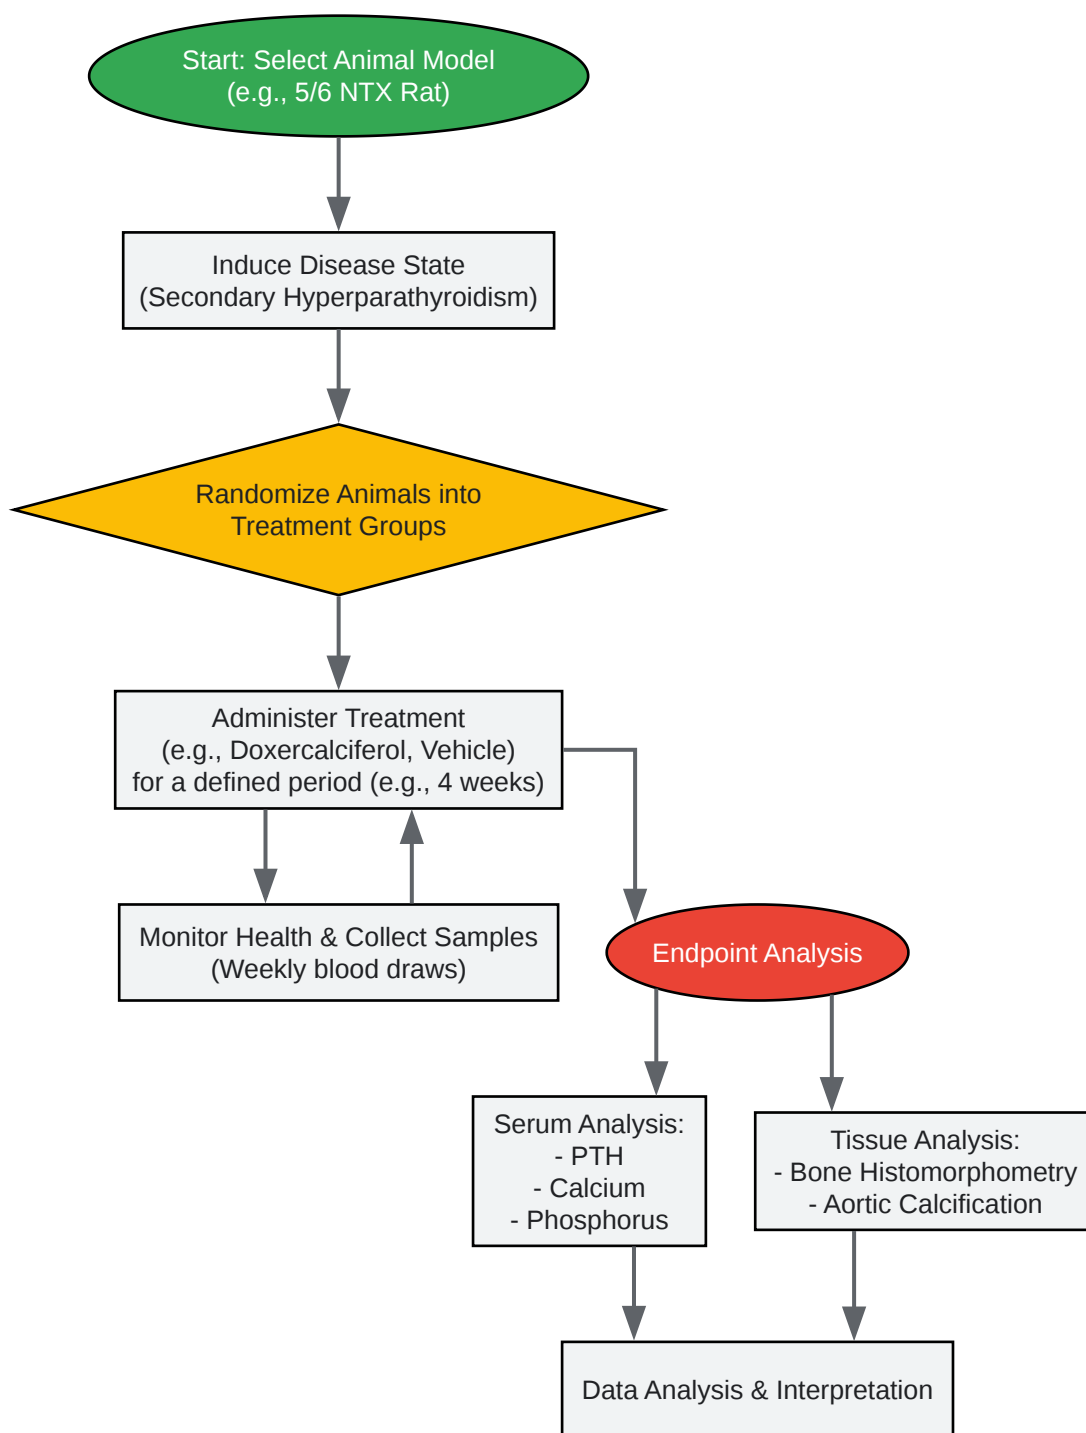 Start: Select Animal Model
(e.g., 5/6 NTX Rat)
Induce Disease State
(Secondary Hyperparathyroidism)
Randomize Animals into
Treatment Groups
Administer Treatment
(e.g., Doxercalciferol, Vehicle)
for a defined period (e.g., 4 weeks)
Monitor Health & Collect Samples
(Weekly blood draws)
Endpoint Analysis
Serum Analysis:
- PTH
- Calcium
- Phosphorus
Tissue Analysis:
- Bone Histomorphometry
- Aortic Calcification
Data Analysis & Interpretation